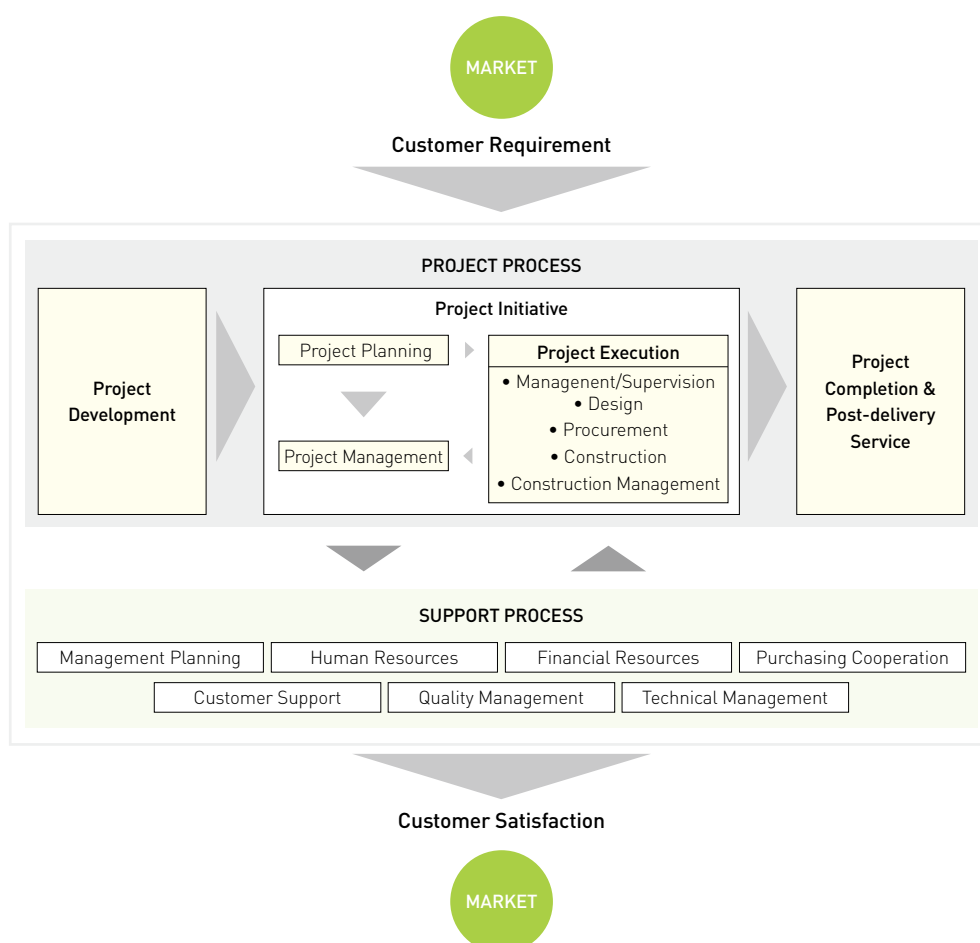 MARKET
Customer Requirement
PROJECT PROCESS
Project
Development
Project Initiative
Project Planning
Project Management
Project Execution
• Managenent/Supervision
• Design
• Procurement
• Construction
• Construction Management
Project
Completion &
Post-delivery
Service
SUPPORT PROCESS
Management Planning
Human Resources
Financial Resources
Purchasing Cooperation
Customer Support
Quality Management
Technical Management
Customer Satisfaction
MARKET